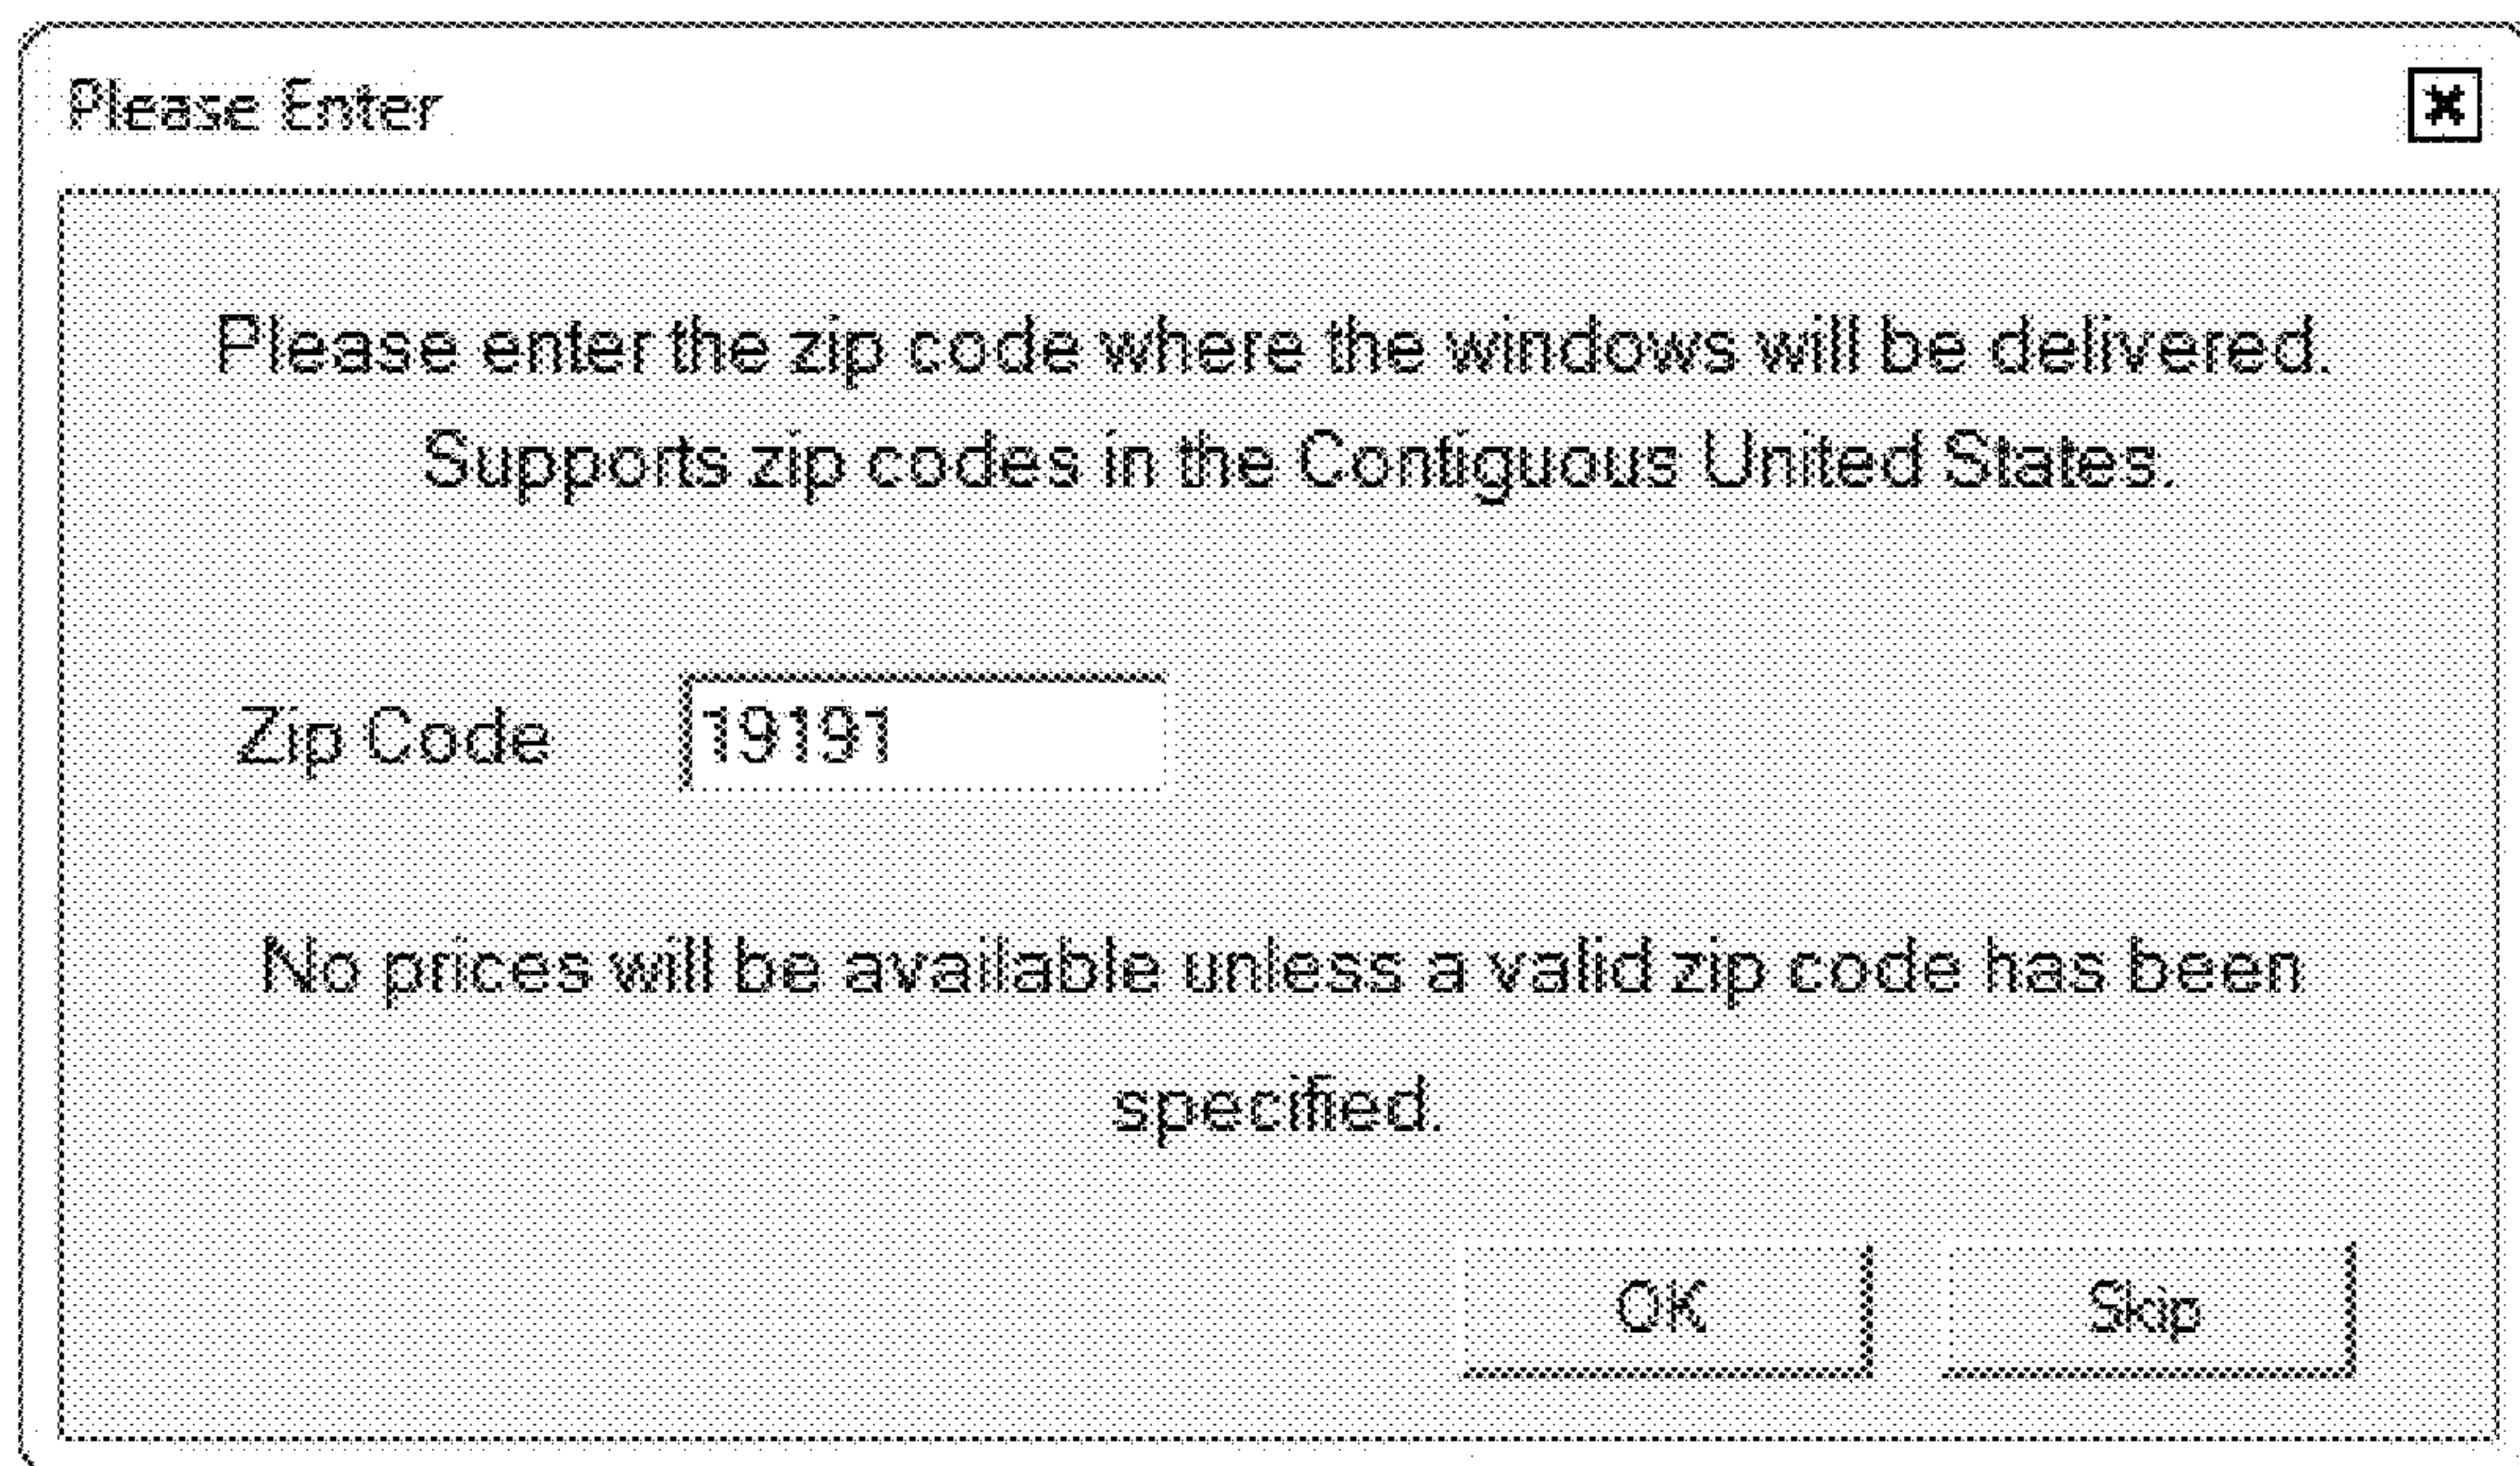 Please Enter
Please enter the zip code where the windows will be delivered.
Supports zip codes in the Contiguous United States.
Zip Code 19191
No prices will be available unless a valid zip code has been
specified.
OK Skip